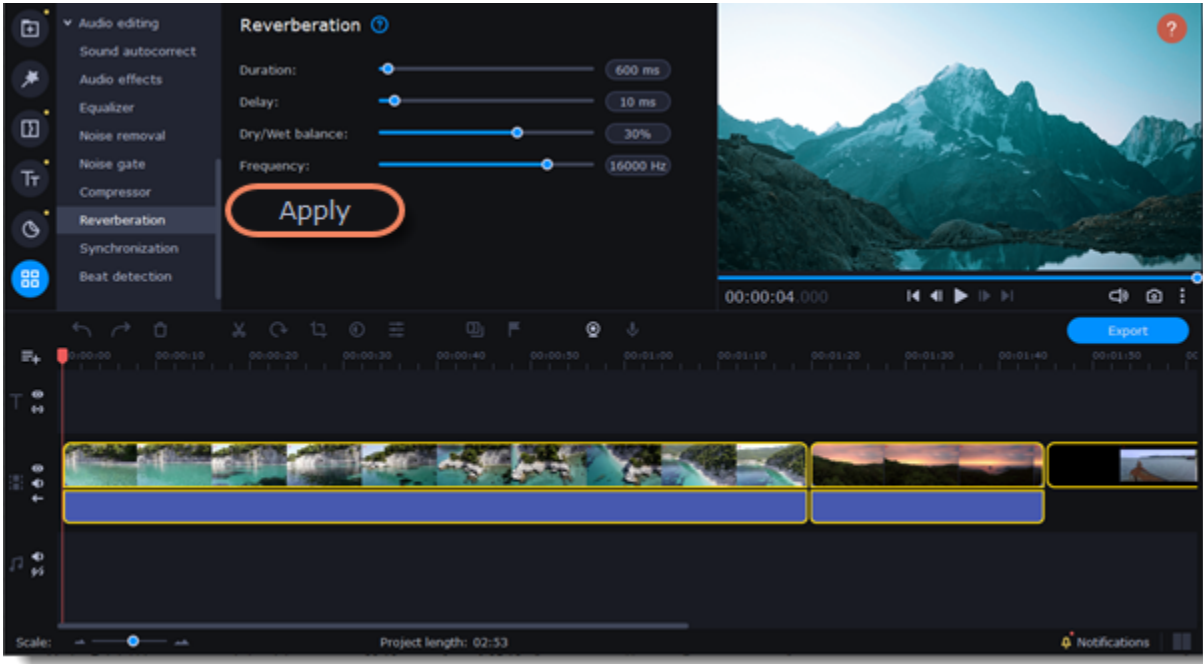 Audio editing
Sound autocorrect
Audio effects
Equalizer
Noise removal
Noise gate
Compressor
Reverberation
Synchronization
Beat detection
Reverberation ?
Duration: 600 ms
Delay: 10 ms
Dry/Wet balance: 30%
Frequency: 16000 Hz
Apply
?
00:00:04.000
Export
0:00:00 00:00:10 00:00:20 00:00:30 00:00:40 00:00:50 00:01:00 00:01:10 00:01:20 00:01:30 00:01:40 00:01:50 00
Scale: Project length: 02:53 Notifications